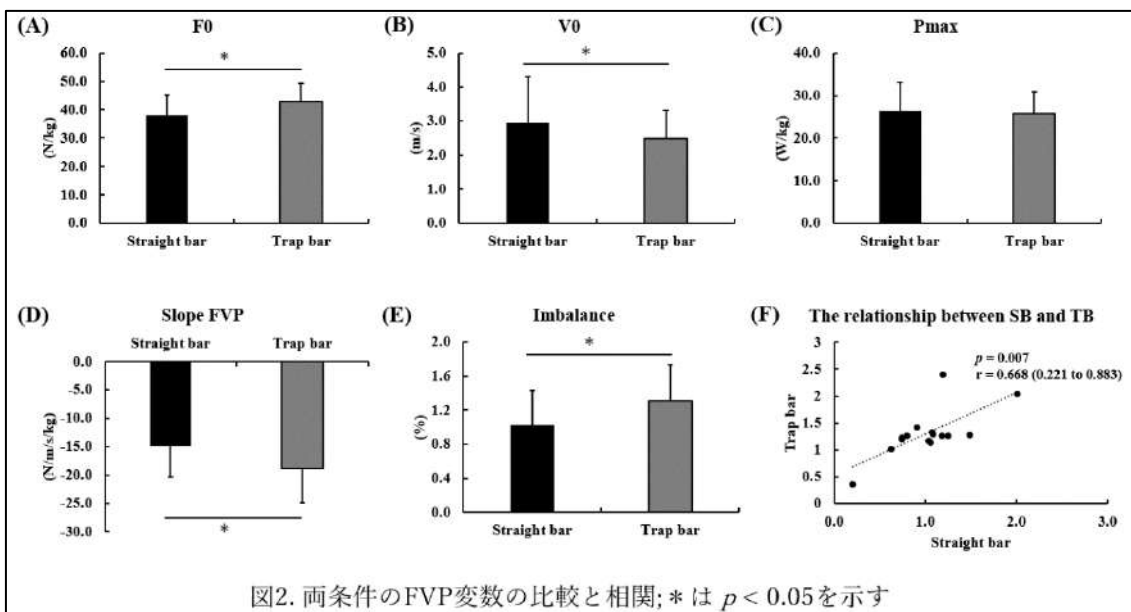 (A)
F0
60.0
50.0
40.0
30.0
20.0
10.0
0.0
(N/kg)
*
Straight bar
Trap bar
(B)
V0
5.0
4.0
3.0
2.0
1.0
0.0
(m/s)
*
Straight bar
Trap bar
(C)
Pmax
40.0
30.0
20.0
10.0
0.0
(W/kg)
Straight bar
Trap bar
(D)
Slope FVP
Straight bar
Trap bar
0.0
-5.0
-10.0
-15.0
-20.0
-25.0
-30.0
(N/m/s/kg)
*
(E)
Imbalance
2.0
1.6
1.2
0.8
0.4
0.0
(%)
*
Straight bar
Trap bar
(F)
The relationship between SB and TB
p = 0.007
r = 0.668 (0.221 to 0.883)
3
2.5
2
1.5
1
0.5
0
Trap bar
0.0
1.0
2.0
3.0
Straight bar
図2. 両条件のFVP変数の比較と相関;* は p < 0.05を示す